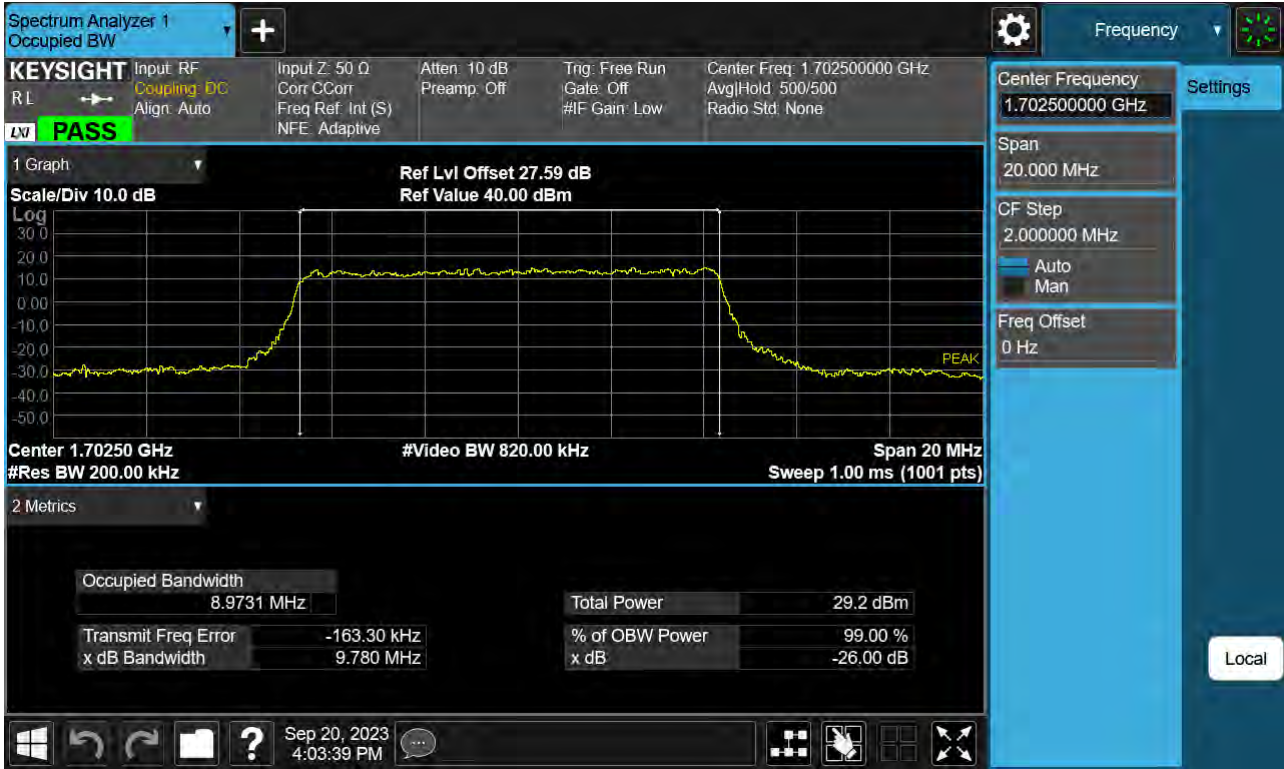 Spectrum Analyzer 1
Occupied BW
Frequency
KEYSIGHT
RL
LXI
PASS
Input: RF
Coupling: DC
Align: Auto
Input Z: 50 Ω
Corr CCorr
Freq Ref: Int (S)
NFE: Adaptive
Atten: 10 dB
Preamp: Off
Trig: Free Run
Gate: Off
#IF Gain: Low
Center Freq: 1.702500000 GHz
Avg|Hold: 500/500
Radio Std: None
Center Frequency
1.702500000 GHz
Settings
Span
20.000 MHz
CF Step
2.000000 MHz
Auto
Man
Freq Offset
0 Hz
1 Graph
Scale/Div 10.0 dB
Ref Lvl Offset 27.59 dB
Ref Value 40.00 dBm
Log
30.0
20.0
10.0
0.00
-10.0
-20.0
-30.0
-40.0
-50.0
PEAK
Center 1.70250 GHz
#Video BW 820.00 kHz
Span 20 MHz
#Res BW 200.00 kHz
Sweep 1.00 ms (1001 pts)
2 Metrics
Occupied Bandwidth
8.9731 MHz
Total Power 29.2 dBm
Transmit Freq Error -163.30 kHz
% of OBW Power 99.00 %
x dB Bandwidth 9.780 MHz
x dB -26.00 dB
Local
?
Sep 20, 2023
4:03:39 PM